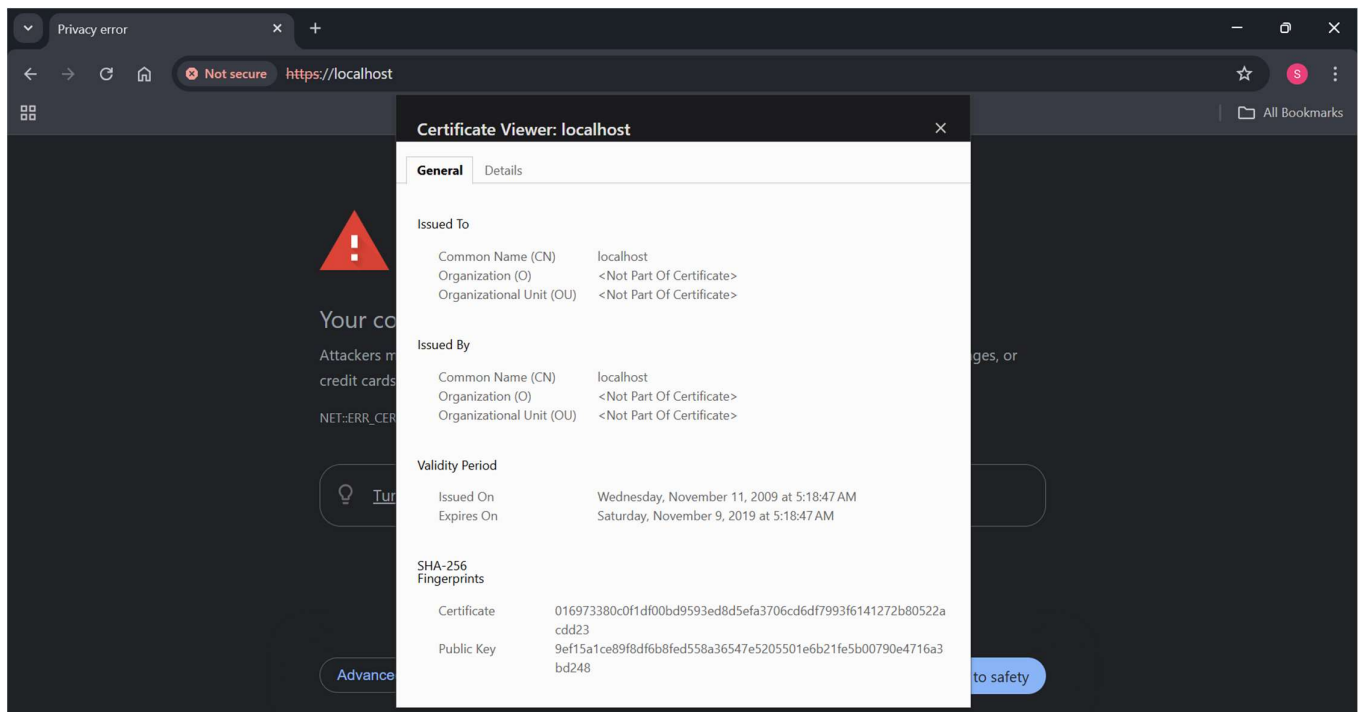 Privacy error
Not secure https://localhost
All Bookmarks
Certificate Viewer: localhost
General Details
Issued To
Common Name (CN) localhost
Organization (O) <Not Part Of Certificate>
Organizational Unit (OU) <Not Part Of Certificate>
Your co
Issued By
Attackers m ges, or
Common Name (CN) localhost
credit cards
Organization (O) <Not Part Of Certificate>
Organizational Unit (OU) <Not Part Of Certificate>
NET::ERR_CER
Validity Period
Tur
Issued On Wednesday, November 11, 2009 at 5:18:47 AM
Expires On Saturday, November 9, 2019 at 5:18:47 AM
SHA-256
Fingerprints
Certificate 016973380c0f1df00bd9593ed8d5efa3706cd6df7993f6141272b80522a
cdd23
Public Key 9ef15a1ce89f8df6b8fed558a36547e5205501e6b21fe5b00790e4716a3
bd248
Advance to safety
S